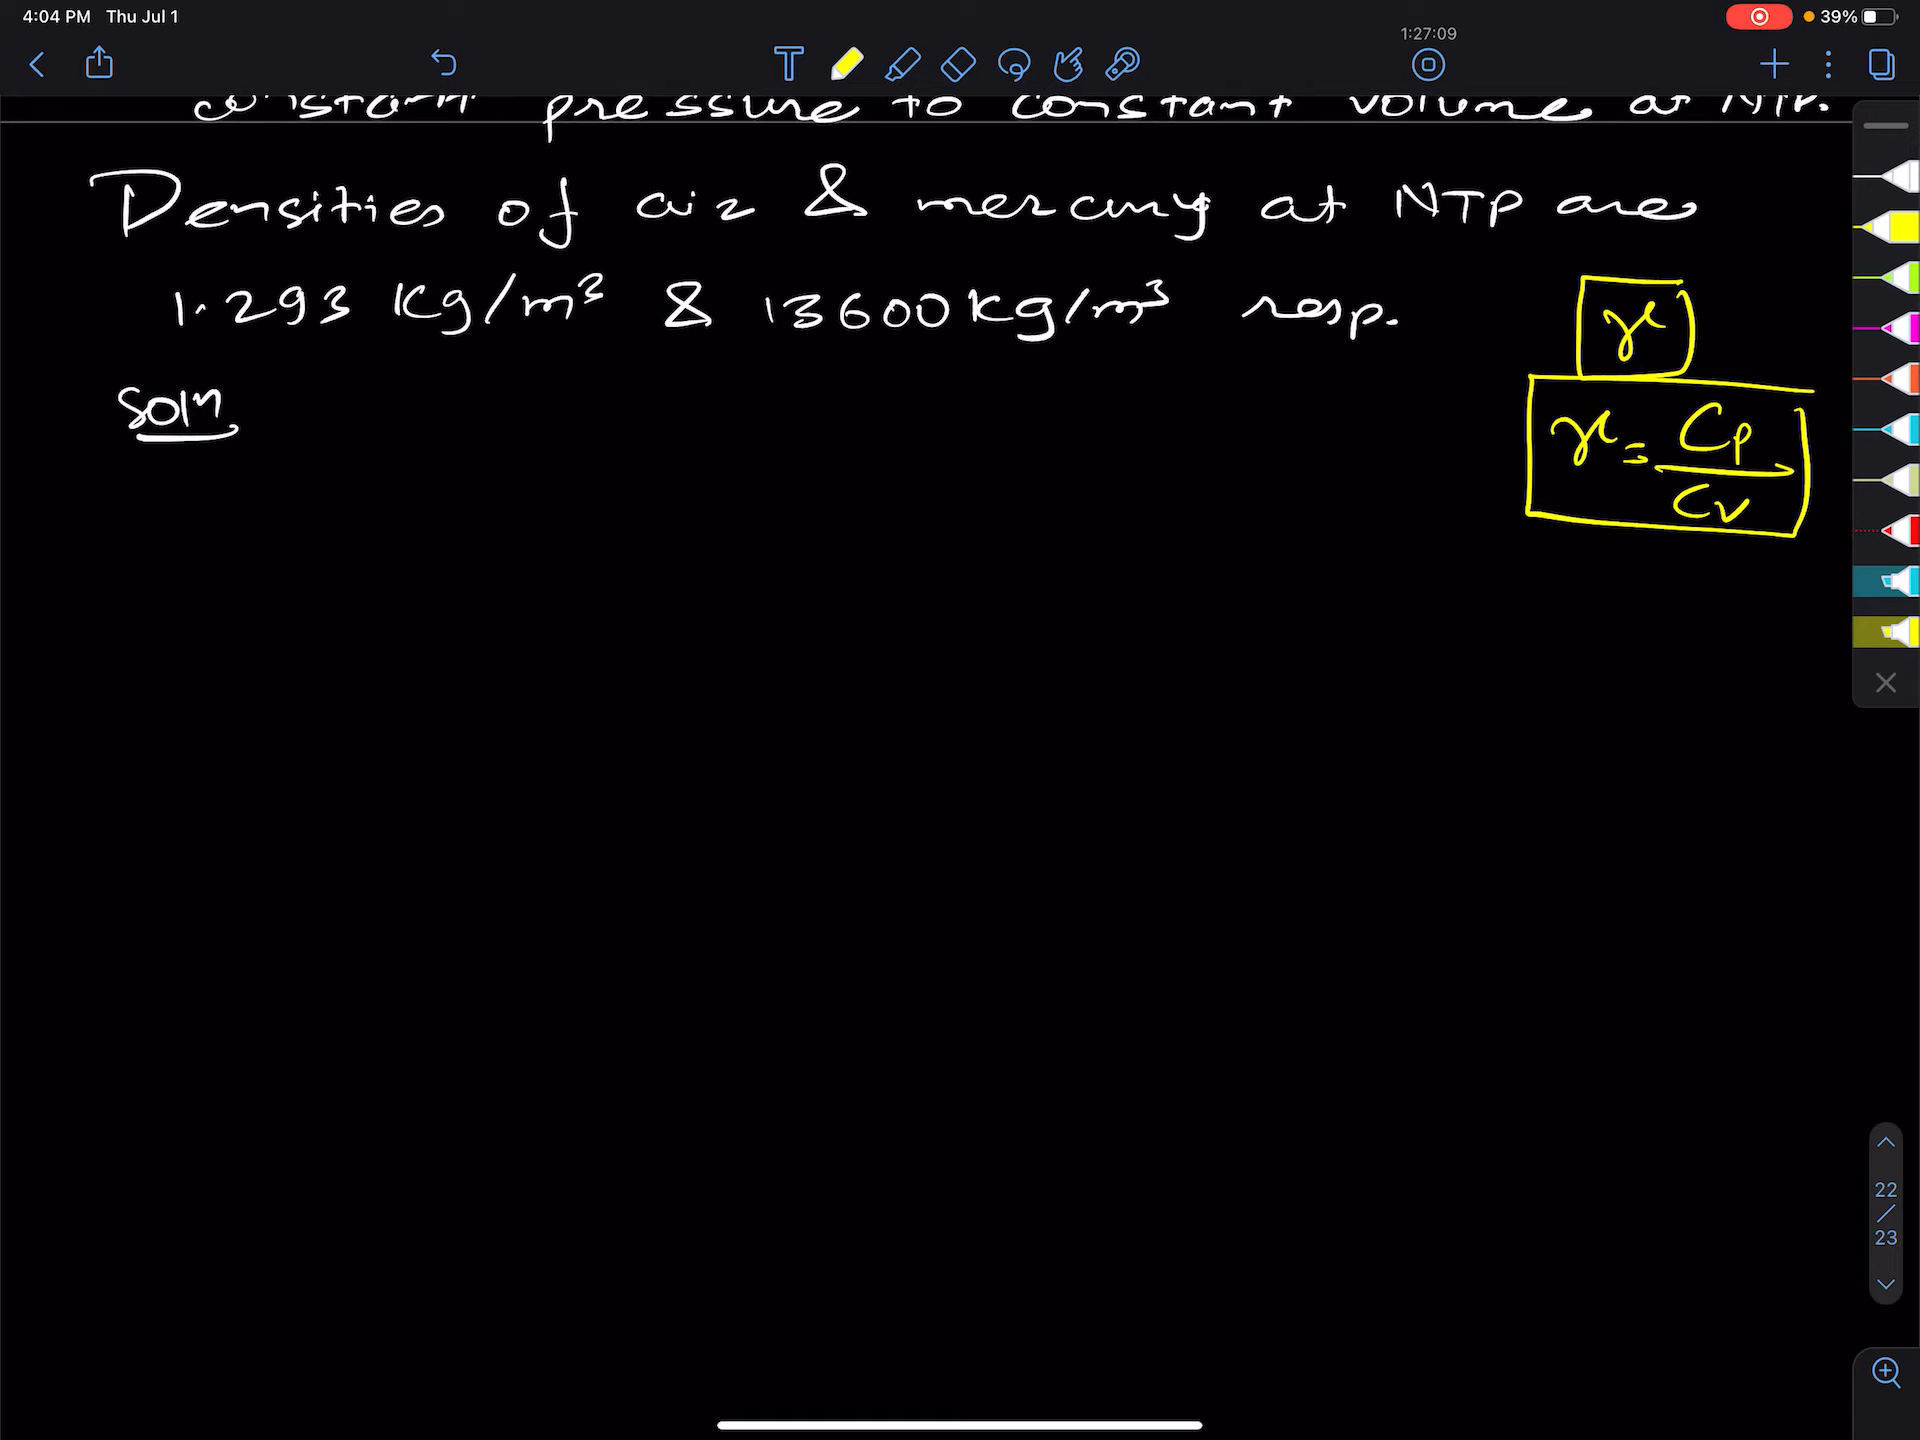 4:04 PM Thu Jul 1
39%
1:27:09
constant pressure to constant volume at NTP.
Densities of air & mercury at NTP are
1.293 Kg/m³ & 13600 kg/m³ resp.
γ
Soln
γ = Cp/Cv
22
/
23